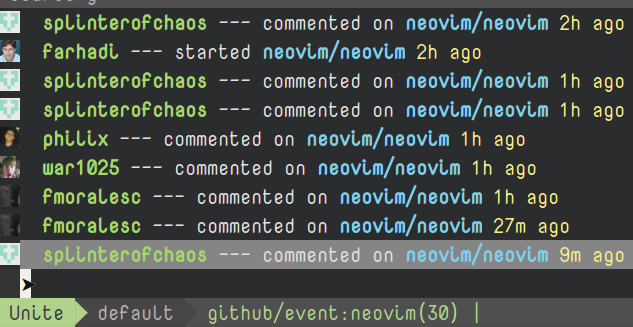 splinterofchaos --- commented on neovim/neovim 2h ago
farhadi --- started neovim/neovim 2h ago
splinterofchaos --- commented on neovim/neovim 1h ago
splinterofchaos --- commented on neovim/neovim 1h ago
philix --- commented on neovim/neovim 1h ago
war1025 --- commented on neovim/neovim 1h ago
fmoralesc --- commented on neovim/neovim 1h ago
fmoralesc --- commented on neovim/neovim 27m ago
splinterofchaos --- commented on neovim/neovim 9m ago
Unite default github/event:neovim(30) |